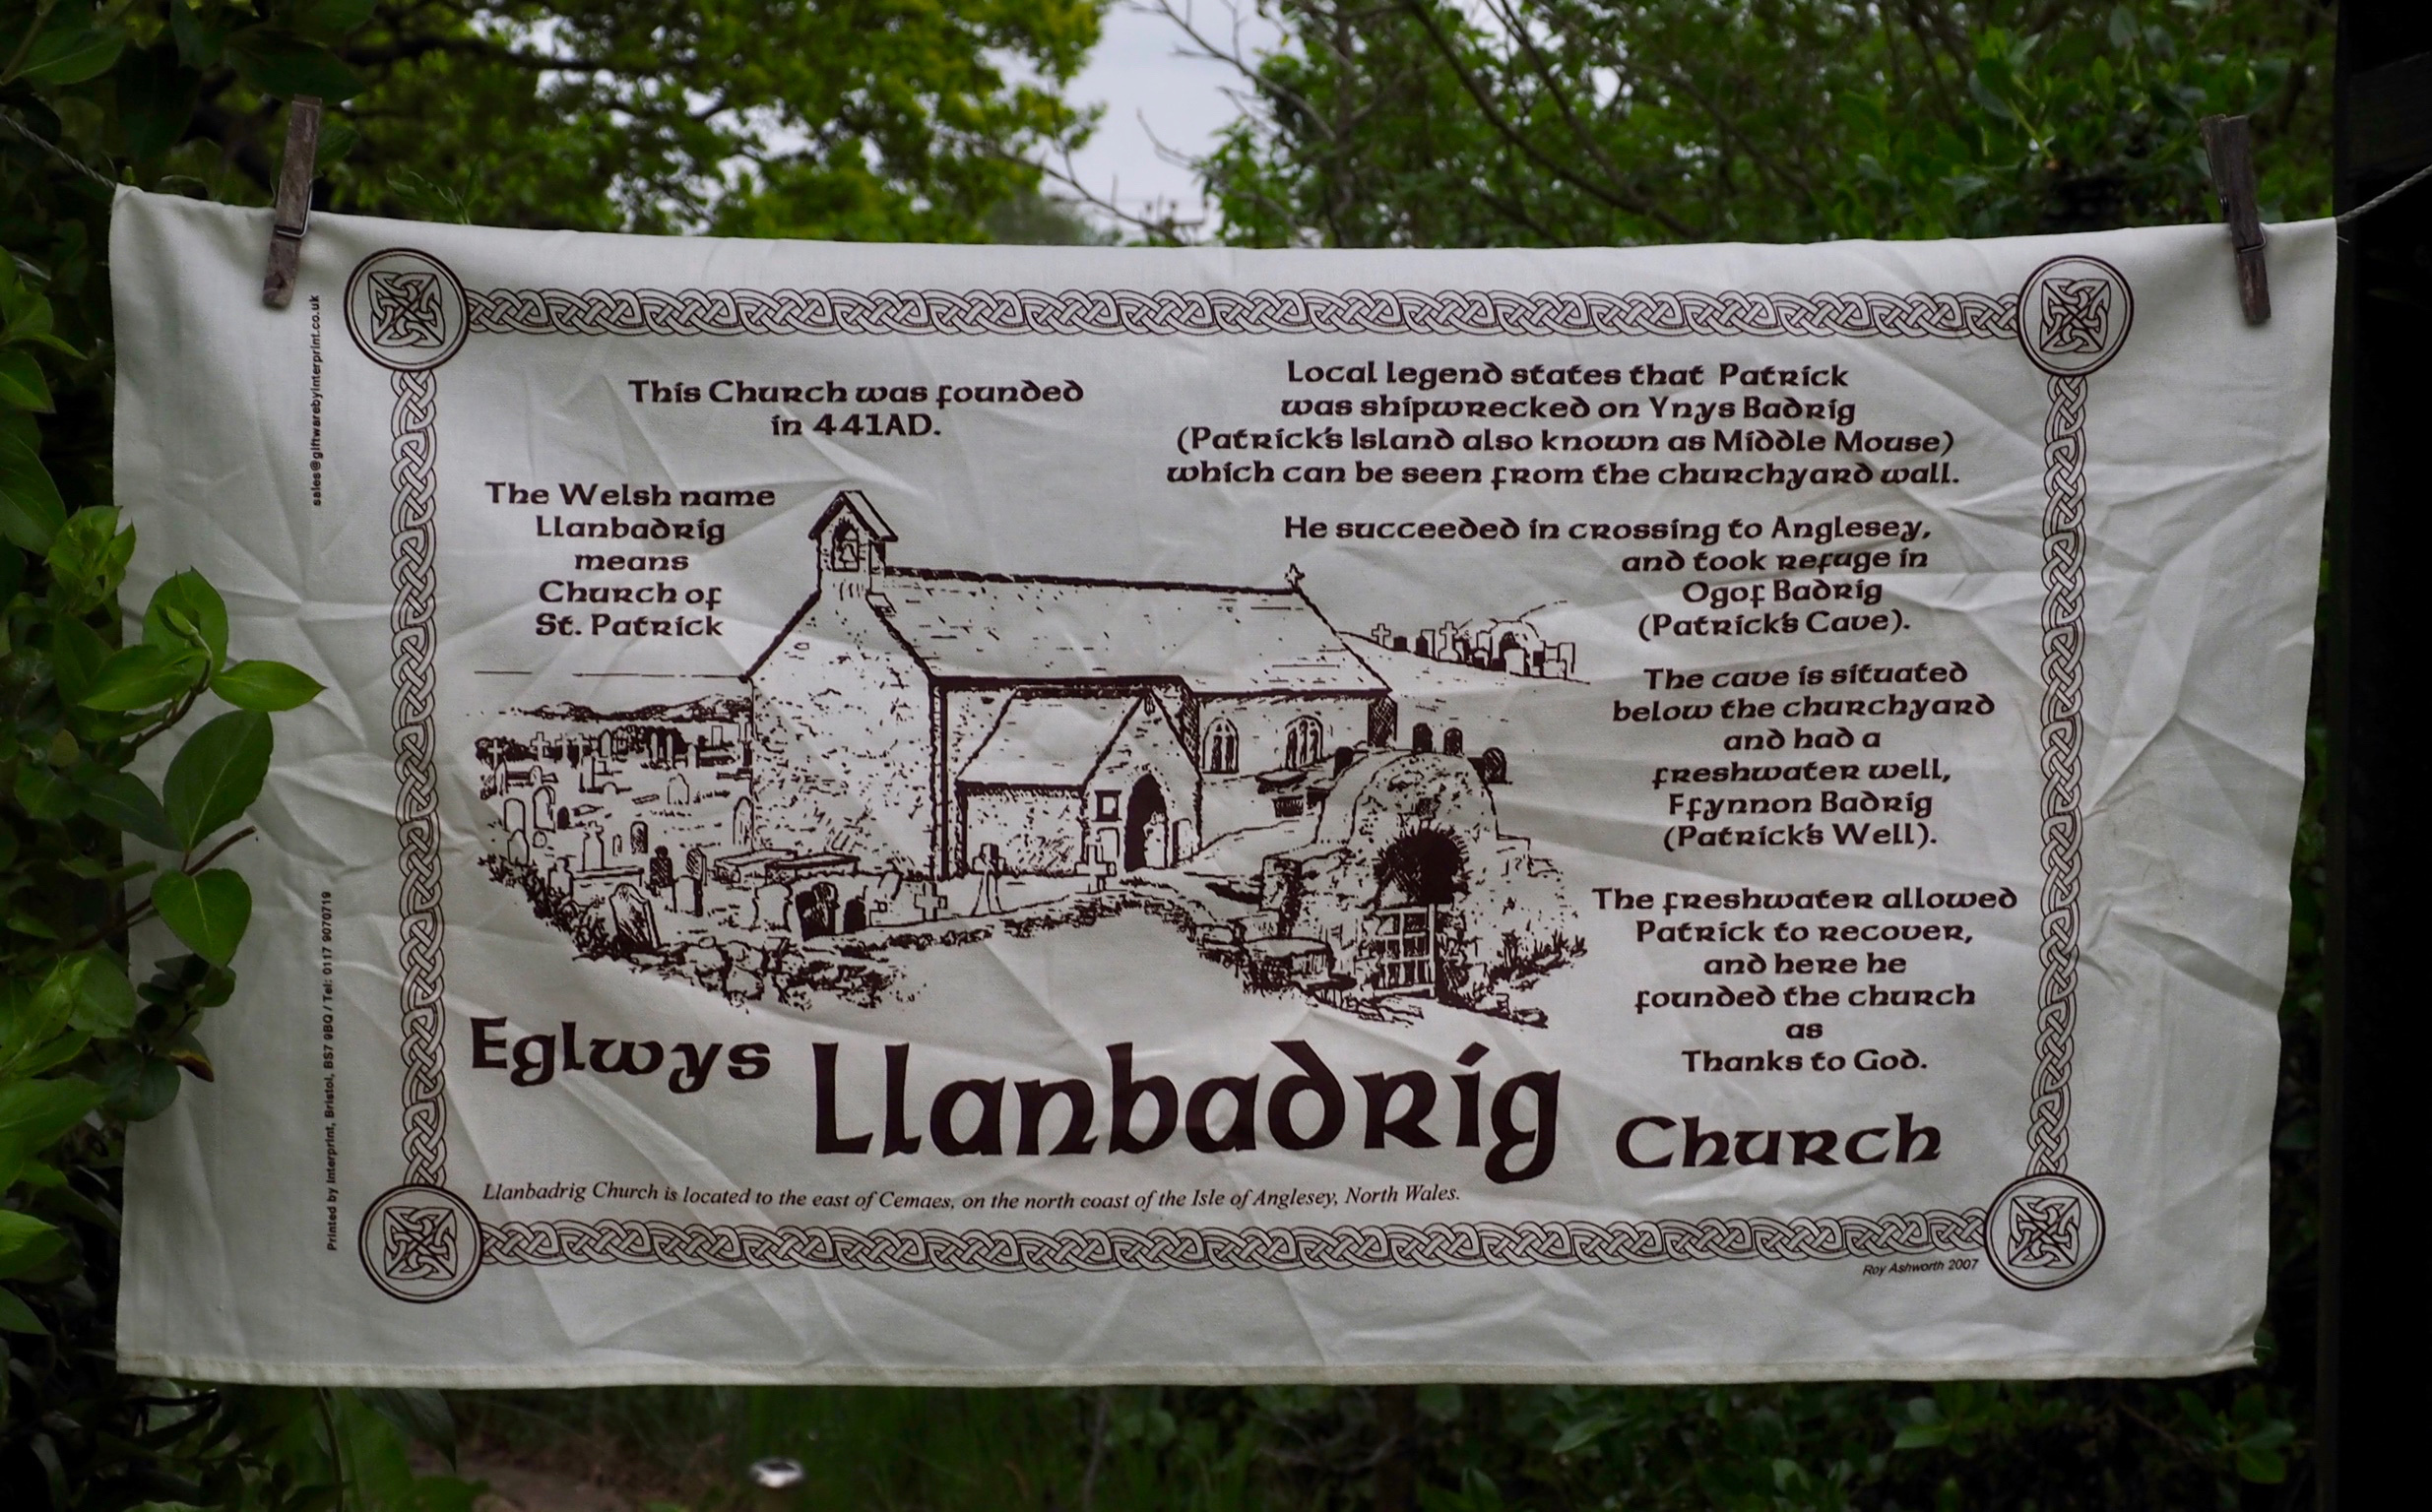 sales@giftwarebyinterprint.co.uk
Printed by Interprint, Bristol, BS7 9BQ / Tel: 0117 9070719
This Church was founded
in 441AD.
The Welsh name
Llanbadrig
means
Church of
St. Patrick
Local legend states that Patrick
was shipwrecked on Ynys Badrig
(Patrick's Island also known as Middle Mouse)
which can be seen from the churchyard wall.
He succeeded in crossing to Anglesey,
and took refuge in
Ogof Badrig
(Patrick's Cave).
The cave is situated
below the churchyard
and had a
freshwater well,
Ffynnon Badrig
(Patrick's Well).
The freshwater allowed
Patrick to recover,
and here he
founded the church
as
Thanks to God.
Eglwys Llanbadrig Church
Llanbadrig Church is located to the east of Cemaes, on the north coast of the Isle of Anglesey, North Wales.
Roy Ashworth 2007